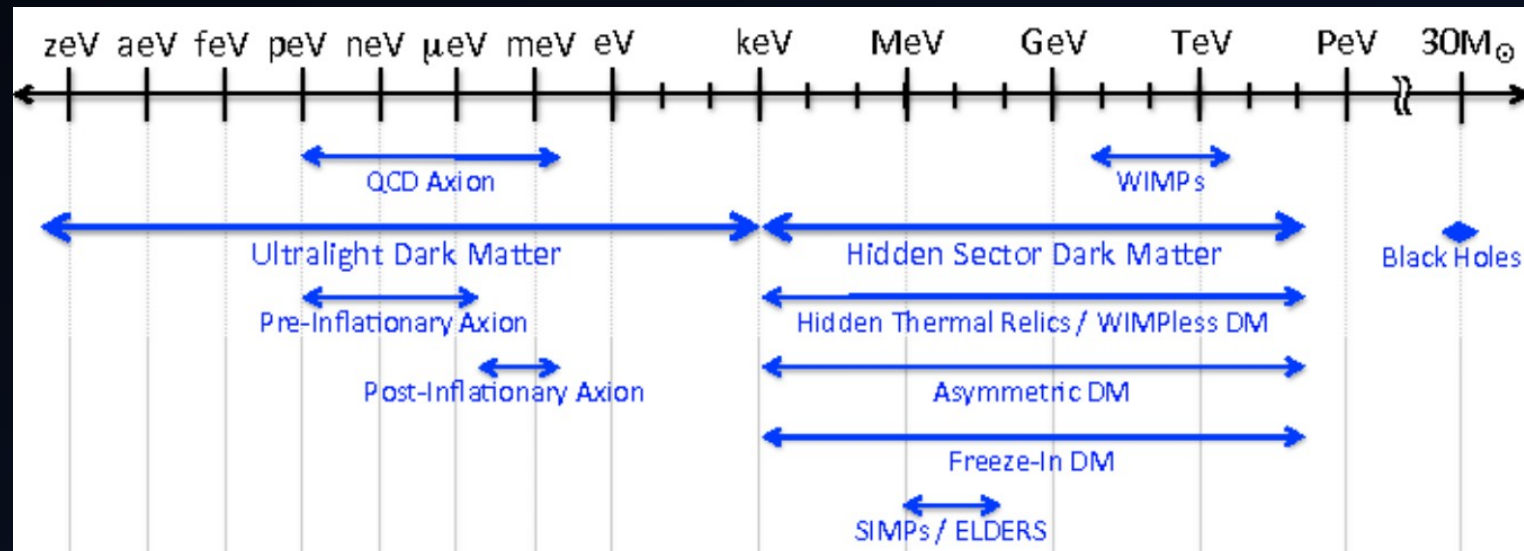 zeV aeV feV peV neV μeV meV eV keV MeV GeV TeV PeV 30M☉
QCD Axion WIMPs
Ultralight Dark Matter Hidden Sector Dark Matter Black Holes
Pre-Inflationary Axion Hidden Thermal Relics / WIMPless DM
Post-Inflationary Axion Asymmetric DM
Freeze-In DM
SIMPs / ELDERS